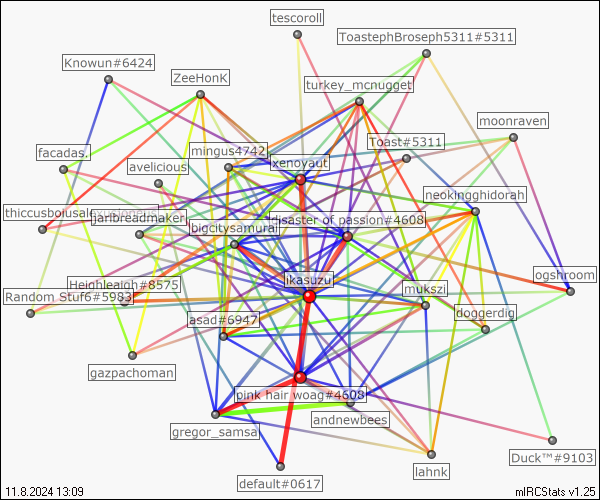 tescoroll
ToastephBroseph5311#5311
Knowun#6424
ZeeHonK
turkey_mcnugget
moonraven
mingus4742
Toast#5311
facadas.
avelicious
xenoyaut
neokingghidorah
jarlbreadmaker
bigcitysamurai
disaster of passion#4608
Heighleaigh#8575
ikasuzu
ogshroom
Random Stuf6#5983
mukszi
asad#6947
doggerdig
gazpachoman
pink hair woag#4608
andnewbees
gregor_samsa
Duck™#9103
lahnk
default#0617
11.8.2024 13:09
mIRCStats v1.25